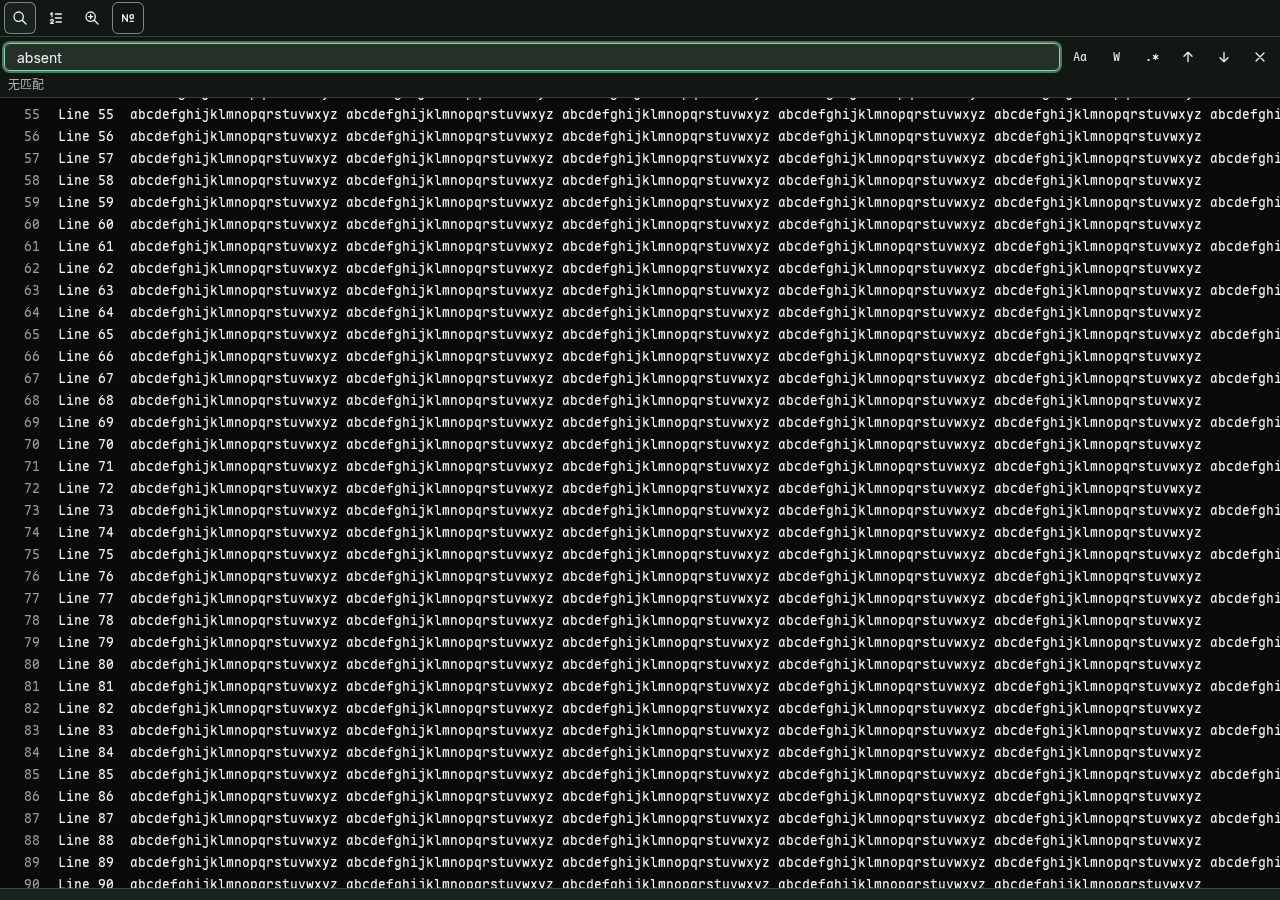 №
absent
Aa W .*
无匹配
55 Line 55  abcdefghijklmnopqrstuvwxyz abcdefghijklmnopqrstuvwxyz abcdefghijklmnopqrstuvwxyz abcdefghijklmnopqrstuvwxyz abcdefghijklmnopqrstuvwxyz abcdefghi
56 Line 56  abcdefghijklmnopqrstuvwxyz abcdefghijklmnopqrstuvwxyz abcdefghijklmnopqrstuvwxyz abcdefghijklmnopqrstuvwxyz abcdefghijklmnopqrstuvwxyz
57 Line 57  abcdefghijklmnopqrstuvwxyz abcdefghijklmnopqrstuvwxyz abcdefghijklmnopqrstuvwxyz abcdefghijklmnopqrstuvwxyz abcdefghijklmnopqrstuvwxyz abcdefghi
58 Line 58  abcdefghijklmnopqrstuvwxyz abcdefghijklmnopqrstuvwxyz abcdefghijklmnopqrstuvwxyz abcdefghijklmnopqrstuvwxyz abcdefghijklmnopqrstuvwxyz
59 Line 59  abcdefghijklmnopqrstuvwxyz abcdefghijklmnopqrstuvwxyz abcdefghijklmnopqrstuvwxyz abcdefghijklmnopqrstuvwxyz abcdefghijklmnopqrstuvwxyz abcdefghi
60 Line 60  abcdefghijklmnopqrstuvwxyz abcdefghijklmnopqrstuvwxyz abcdefghijklmnopqrstuvwxyz abcdefghijklmnopqrstuvwxyz abcdefghijklmnopqrstuvwxyz
61 Line 61  abcdefghijklmnopqrstuvwxyz abcdefghijklmnopqrstuvwxyz abcdefghijklmnopqrstuvwxyz abcdefghijklmnopqrstuvwxyz abcdefghijklmnopqrstuvwxyz abcdefghi
62 Line 62  abcdefghijklmnopqrstuvwxyz abcdefghijklmnopqrstuvwxyz abcdefghijklmnopqrstuvwxyz abcdefghijklmnopqrstuvwxyz abcdefghijklmnopqrstuvwxyz
63 Line 63  abcdefghijklmnopqrstuvwxyz abcdefghijklmnopqrstuvwxyz abcdefghijklmnopqrstuvwxyz abcdefghijklmnopqrstuvwxyz abcdefghijklmnopqrstuvwxyz abcdefghi
64 Line 64  abcdefghijklmnopqrstuvwxyz abcdefghijklmnopqrstuvwxyz abcdefghijklmnopqrstuvwxyz abcdefghijklmnopqrstuvwxyz abcdefghijklmnopqrstuvwxyz
65 Line 65  abcdefghijklmnopqrstuvwxyz abcdefghijklmnopqrstuvwxyz abcdefghijklmnopqrstuvwxyz abcdefghijklmnopqrstuvwxyz abcdefghijklmnopqrstuvwxyz abcdefghi
66 Line 66  abcdefghijklmnopqrstuvwxyz abcdefghijklmnopqrstuvwxyz abcdefghijklmnopqrstuvwxyz abcdefghijklmnopqrstuvwxyz abcdefghijklmnopqrstuvwxyz
67 Line 67  abcdefghijklmnopqrstuvwxyz abcdefghijklmnopqrstuvwxyz abcdefghijklmnopqrstuvwxyz abcdefghijklmnopqrstuvwxyz abcdefghijklmnopqrstuvwxyz abcdefghi
68 Line 68  abcdefghijklmnopqrstuvwxyz abcdefghijklmnopqrstuvwxyz abcdefghijklmnopqrstuvwxyz abcdefghijklmnopqrstuvwxyz abcdefghijklmnopqrstuvwxyz
69 Line 69  abcdefghijklmnopqrstuvwxyz abcdefghijklmnopqrstuvwxyz abcdefghijklmnopqrstuvwxyz abcdefghijklmnopqrstuvwxyz abcdefghijklmnopqrstuvwxyz abcdefghi
70 Line 70  abcdefghijklmnopqrstuvwxyz abcdefghijklmnopqrstuvwxyz abcdefghijklmnopqrstuvwxyz abcdefghijklmnopqrstuvwxyz abcdefghijklmnopqrstuvwxyz
71 Line 71  abcdefghijklmnopqrstuvwxyz abcdefghijklmnopqrstuvwxyz abcdefghijklmnopqrstuvwxyz abcdefghijklmnopqrstuvwxyz abcdefghijklmnopqrstuvwxyz abcdefghi
72 Line 72  abcdefghijklmnopqrstuvwxyz abcdefghijklmnopqrstuvwxyz abcdefghijklmnopqrstuvwxyz abcdefghijklmnopqrstuvwxyz abcdefghijklmnopqrstuvwxyz
73 Line 73  abcdefghijklmnopqrstuvwxyz abcdefghijklmnopqrstuvwxyz abcdefghijklmnopqrstuvwxyz abcdefghijklmnopqrstuvwxyz abcdefghijklmnopqrstuvwxyz abcdefghi
74 Line 74  abcdefghijklmnopqrstuvwxyz abcdefghijklmnopqrstuvwxyz abcdefghijklmnopqrstuvwxyz abcdefghijklmnopqrstuvwxyz abcdefghijklmnopqrstuvwxyz
75 Line 75  abcdefghijklmnopqrstuvwxyz abcdefghijklmnopqrstuvwxyz abcdefghijklmnopqrstuvwxyz abcdefghijklmnopqrstuvwxyz abcdefghijklmnopqrstuvwxyz abcdefghi
76 Line 76  abcdefghijklmnopqrstuvwxyz abcdefghijklmnopqrstuvwxyz abcdefghijklmnopqrstuvwxyz abcdefghijklmnopqrstuvwxyz abcdefghijklmnopqrstuvwxyz
77 Line 77  abcdefghijklmnopqrstuvwxyz abcdefghijklmnopqrstuvwxyz abcdefghijklmnopqrstuvwxyz abcdefghijklmnopqrstuvwxyz abcdefghijklmnopqrstuvwxyz abcdefghi
78 Line 78  abcdefghijklmnopqrstuvwxyz abcdefghijklmnopqrstuvwxyz abcdefghijklmnopqrstuvwxyz abcdefghijklmnopqrstuvwxyz abcdefghijklmnopqrstuvwxyz
79 Line 79  abcdefghijklmnopqrstuvwxyz abcdefghijklmnopqrstuvwxyz abcdefghijklmnopqrstuvwxyz abcdefghijklmnopqrstuvwxyz abcdefghijklmnopqrstuvwxyz abcdefghi
80 Line 80  abcdefghijklmnopqrstuvwxyz abcdefghijklmnopqrstuvwxyz abcdefghijklmnopqrstuvwxyz abcdefghijklmnopqrstuvwxyz abcdefghijklmnopqrstuvwxyz
81 Line 81  abcdefghijklmnopqrstuvwxyz abcdefghijklmnopqrstuvwxyz abcdefghijklmnopqrstuvwxyz abcdefghijklmnopqrstuvwxyz abcdefghijklmnopqrstuvwxyz abcdefghi
82 Line 82  abcdefghijklmnopqrstuvwxyz abcdefghijklmnopqrstuvwxyz abcdefghijklmnopqrstuvwxyz abcdefghijklmnopqrstuvwxyz abcdefghijklmnopqrstuvwxyz
83 Line 83  abcdefghijklmnopqrstuvwxyz abcdefghijklmnopqrstuvwxyz abcdefghijklmnopqrstuvwxyz abcdefghijklmnopqrstuvwxyz abcdefghijklmnopqrstuvwxyz abcdefghi
84 Line 84  abcdefghijklmnopqrstuvwxyz abcdefghijklmnopqrstuvwxyz abcdefghijklmnopqrstuvwxyz abcdefghijklmnopqrstuvwxyz abcdefghijklmnopqrstuvwxyz
85 Line 85  abcdefghijklmnopqrstuvwxyz abcdefghijklmnopqrstuvwxyz abcdefghijklmnopqrstuvwxyz abcdefghijklmnopqrstuvwxyz abcdefghijklmnopqrstuvwxyz abcdefghi
86 Line 86  abcdefghijklmnopqrstuvwxyz abcdefghijklmnopqrstuvwxyz abcdefghijklmnopqrstuvwxyz abcdefghijklmnopqrstuvwxyz abcdefghijklmnopqrstuvwxyz
87 Line 87  abcdefghijklmnopqrstuvwxyz abcdefghijklmnopqrstuvwxyz abcdefghijklmnopqrstuvwxyz abcdefghijklmnopqrstuvwxyz abcdefghijklmnopqrstuvwxyz abcdefghi
88 Line 88  abcdefghijklmnopqrstuvwxyz abcdefghijklmnopqrstuvwxyz abcdefghijklmnopqrstuvwxyz abcdefghijklmnopqrstuvwxyz abcdefghijklmnopqrstuvwxyz
89 Line 89  abcdefghijklmnopqrstuvwxyz abcdefghijklmnopqrstuvwxyz abcdefghijklmnopqrstuvwxyz abcdefghijklmnopqrstuvwxyz abcdefghijklmnopqrstuvwxyz abcdefghi
90 Line 90  abcdefghijklmnopqrstuvwxyz abcdefghijklmnopqrstuvwxyz abcdefghijklmnopqrstuvwxyz abcdefghijklmnopqrstuvwxyz abcdefghijklmnopqrstuvwxyz